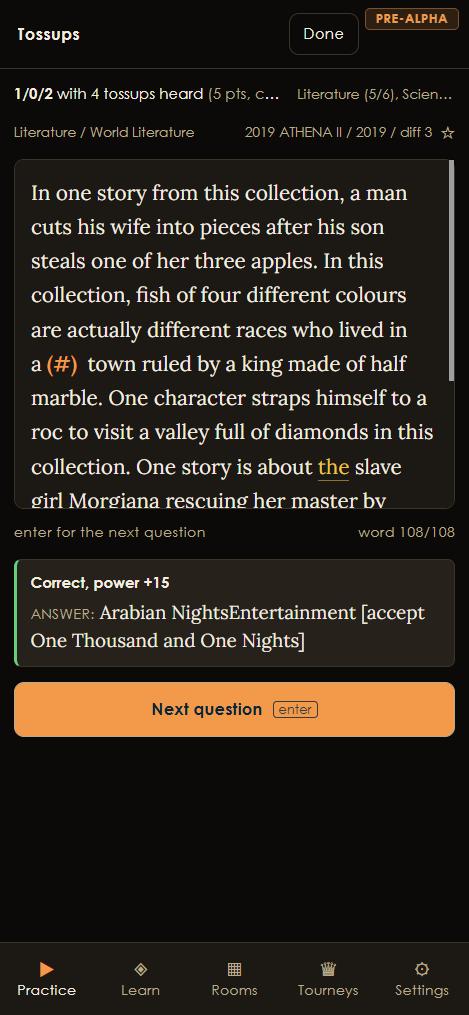 Tossups
Done
PRE-ALPHA
1/0/2 with 4 tossups heard (5 pts, c...
Literature (5/6), Scien...
Literature / World Literature
2019 ATHENA II / 2019 / diff 3 ☆
In one story from this collection, a man
cuts his wife into pieces after his son
steals one of her three apples. In this
collection, fish of four different colours
are actually different races who lived in
a (#) town ruled by a king made of half
marble. One character straps himself to a
roc to visit a valley full of diamonds in this
collection. One story is about the slave
girl Morgiana rescuing her master by
enter for the next question
word 108/108
Correct, power +15
ANSWER: Arabian NightsEntertainment [accept
One Thousand and One Nights]
Next question enter
Practice
Learn
Rooms
Tourneys
Settings